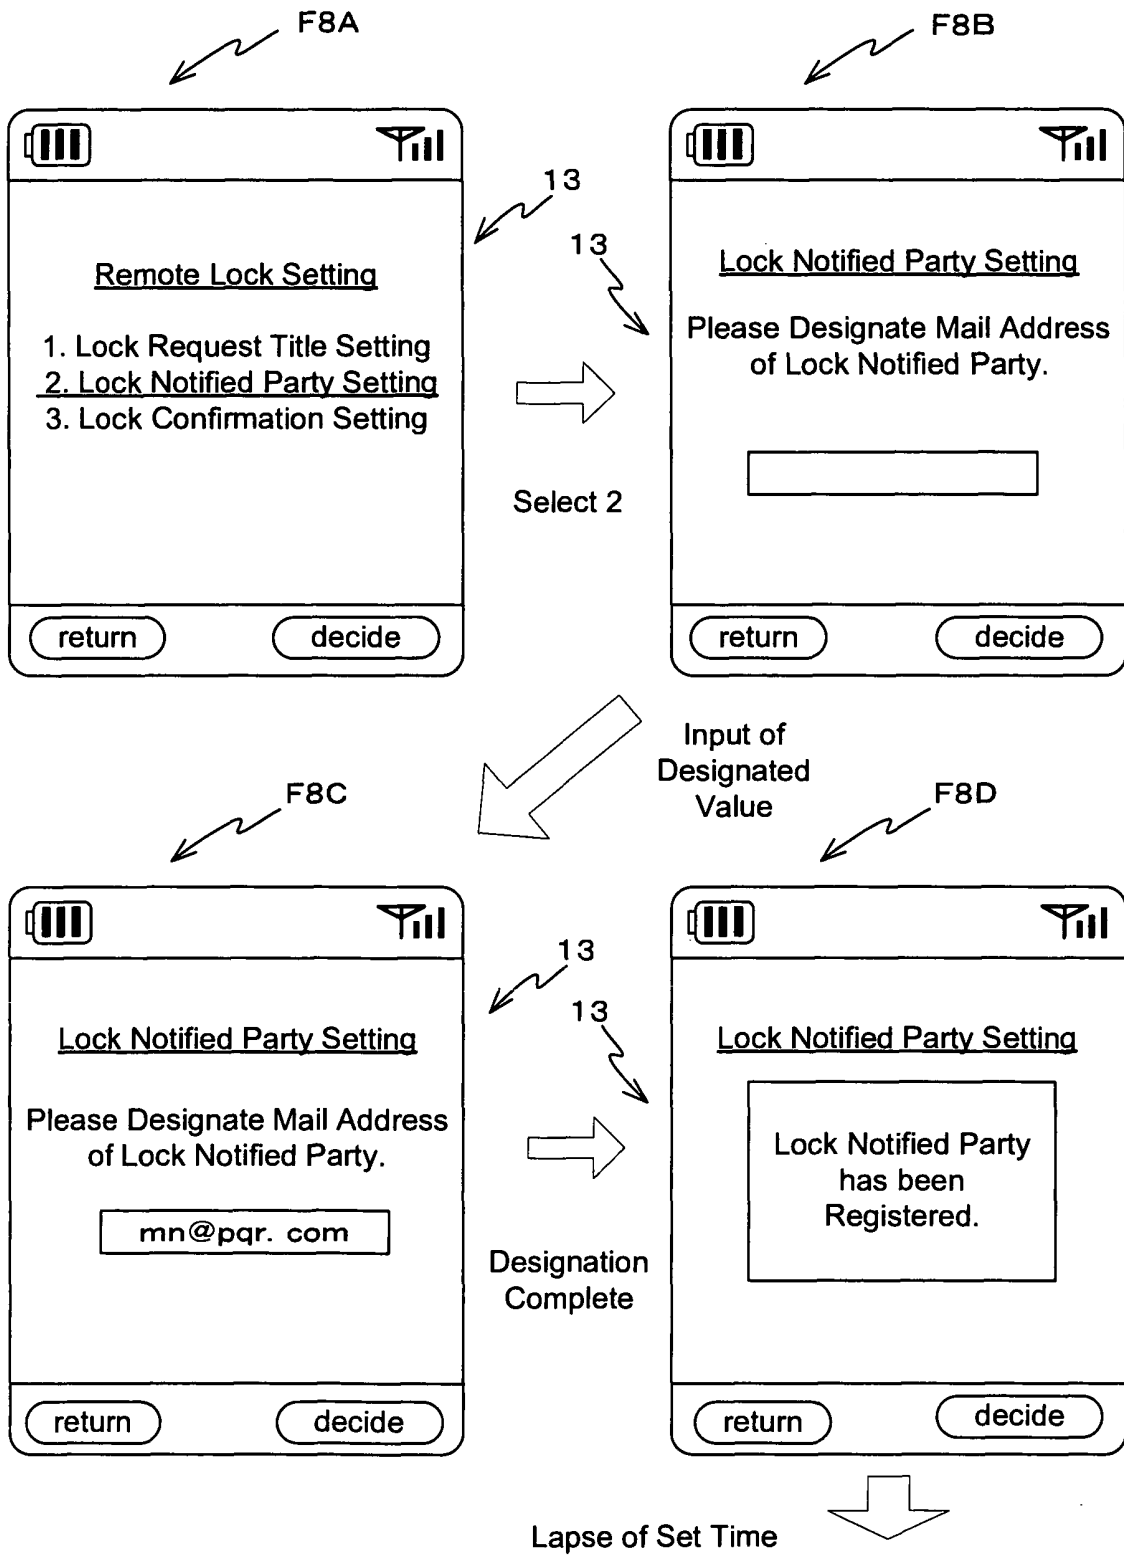 F8A
F8B
13
13
Remote Lock Setting
1. Lock Request Title Setting
2. Lock Notified Party Setting
3. Lock Confirmation Setting
return
decide
Select 2
Lock Notified Party Setting
Please Designate Mail Address
of Lock Notified Party.
return
decide
Input of
Designated
Value
F8C
F8D
13
13
Lock Notified Party Setting
Please Designate Mail Address
of Lock Notified Party.
mn@pqr. com
return
decide
Designation
Complete
Lock Notified Party Setting
Lock Notified Party
has been
Registered.
return
decide
Lapse of Set Time